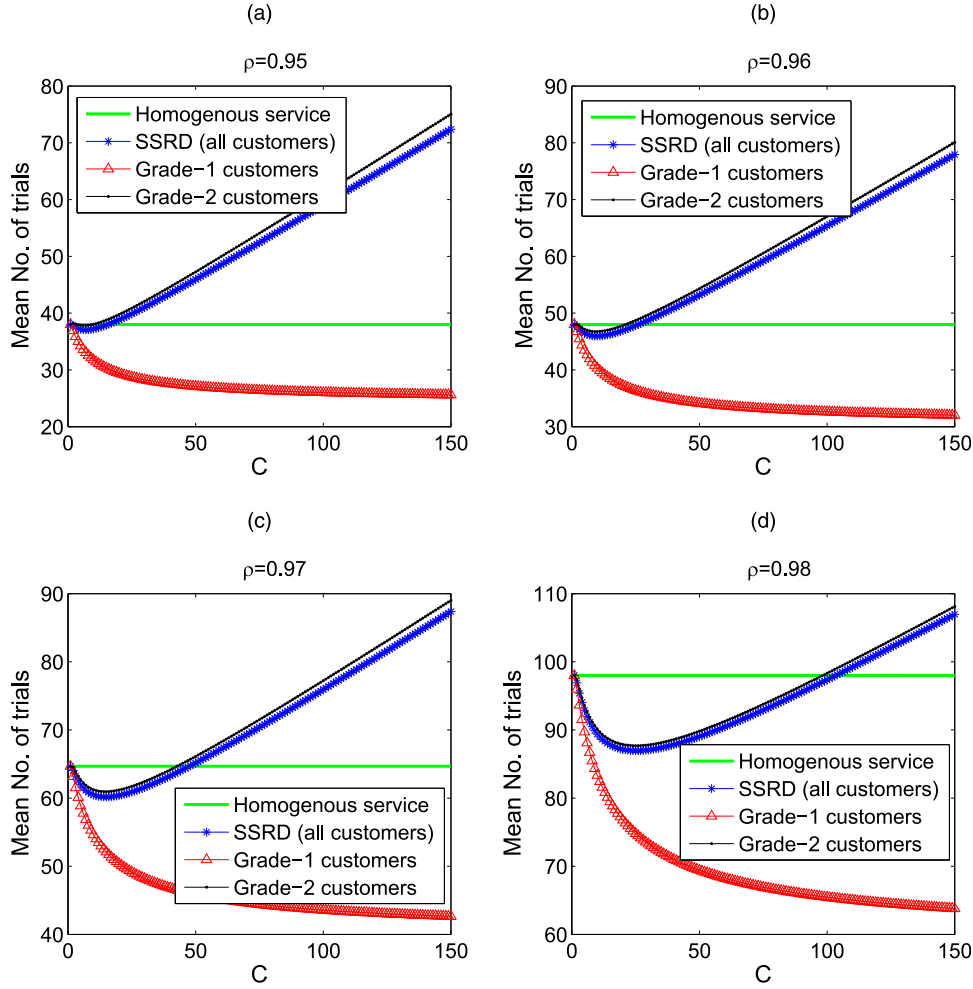 (a)
ρ=0.95
Mean No. of trials
80
70
60
50
40
30
20
Homogenous service
SSRD (all customers)
Grade−1 customers
Grade−2 customers
0
50
100
150
C
(b)
ρ=0.96
Mean No. of trials
90
80
70
60
50
40
30
Homogenous service
SSRD (all customers)
Grade−1 customers
Grade−2 customers
0
50
100
150
C
(c)
ρ=0.97
Mean No. of trials
90
80
70
60
50
40
Homogenous service
SSRD (all customers)
Grade−1 customers
Grade−2 customers
0
50
100
150
C
(d)
ρ=0.98
Mean No. of trials
110
100
90
80
70
60
Homogenous service
SSRD (all customers)
Grade−1 customers
Grade−2 customers
0
50
100
150
C